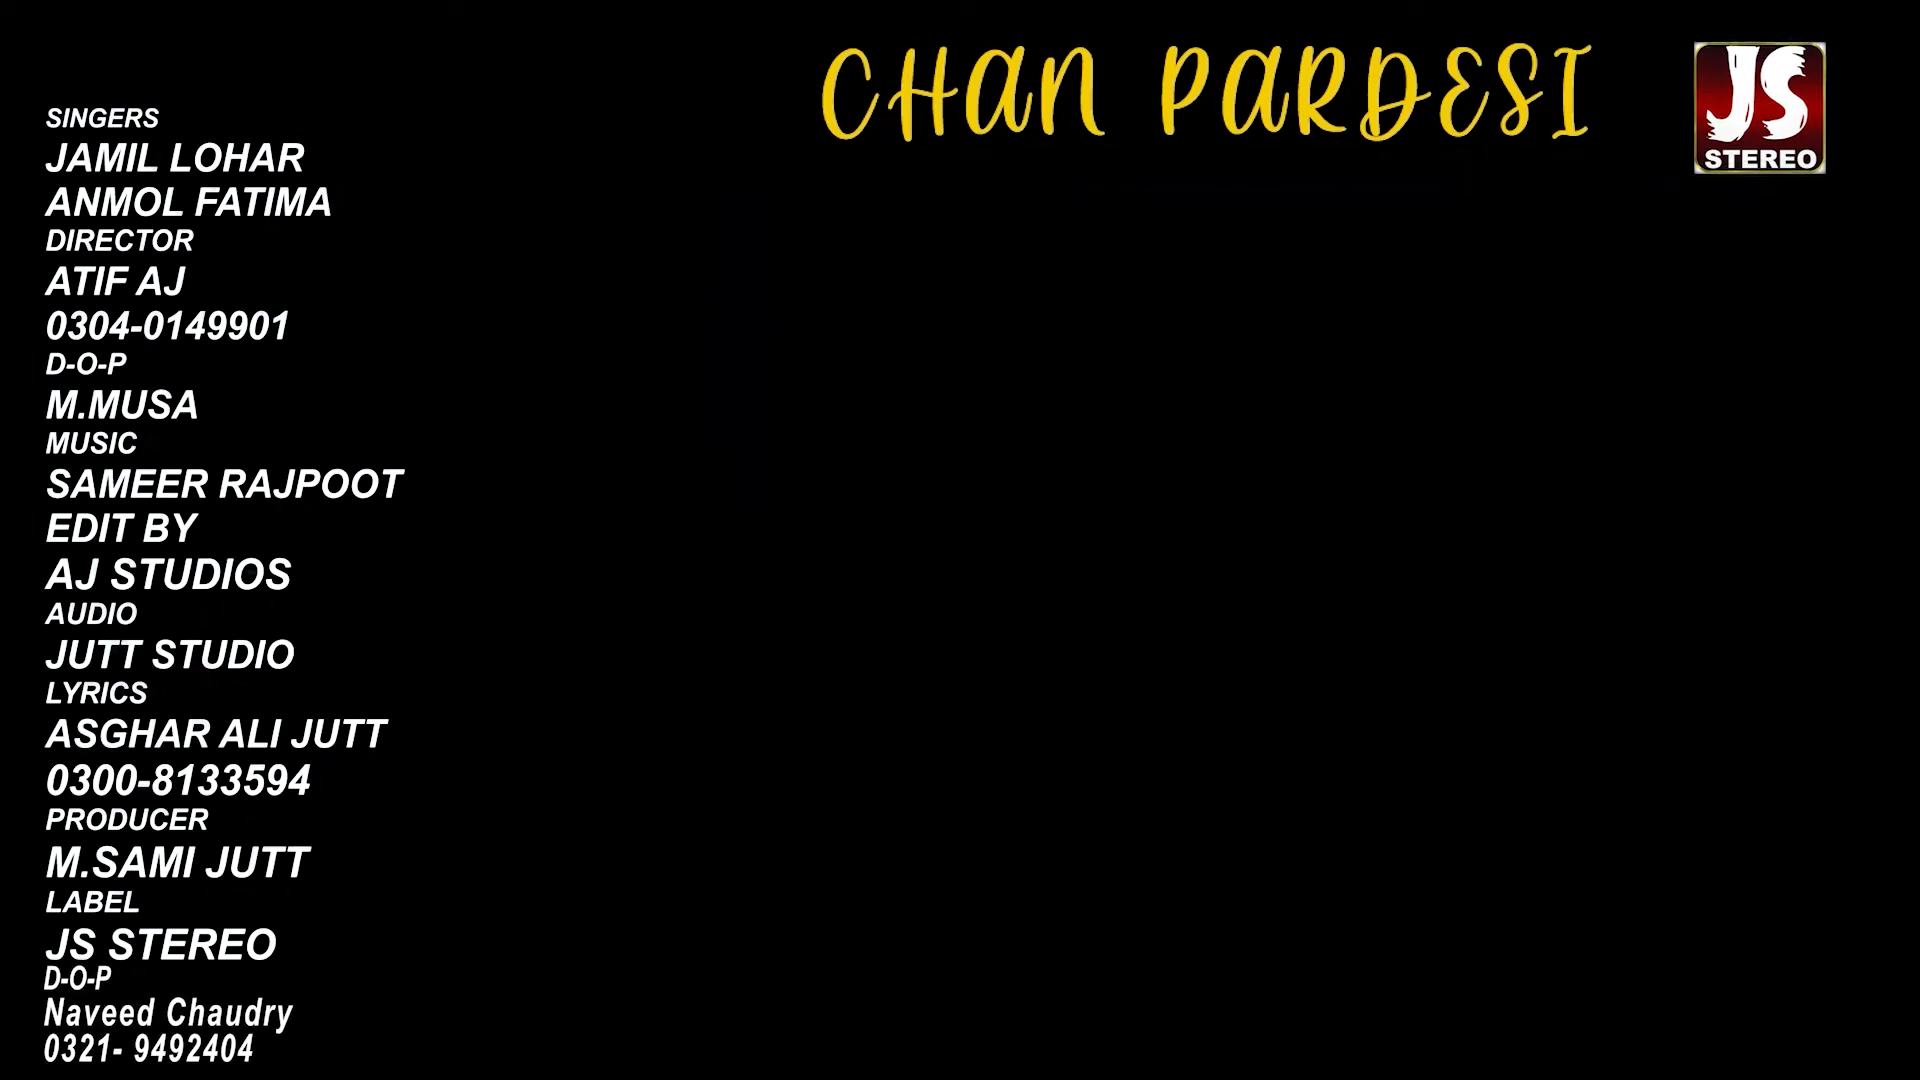 CHAN PARDESI
JS
STEREO
SINGERS
JAMIL LOHAR
ANMOL FATIMA
DIRECTOR
ATIF AJ
0304-0149901
D-O-P
M.MUSA
MUSIC
SAMEER RAJPOOT
EDIT BY
AJ STUDIOS
AUDIO
JUTT STUDIO
LYRICS
ASGHAR ALI JUTT
0300-8133594
PRODUCER
M.SAMI JUTT
LABEL
JS STEREO
D-O-P
Naveed Chaudry
0321- 9492404